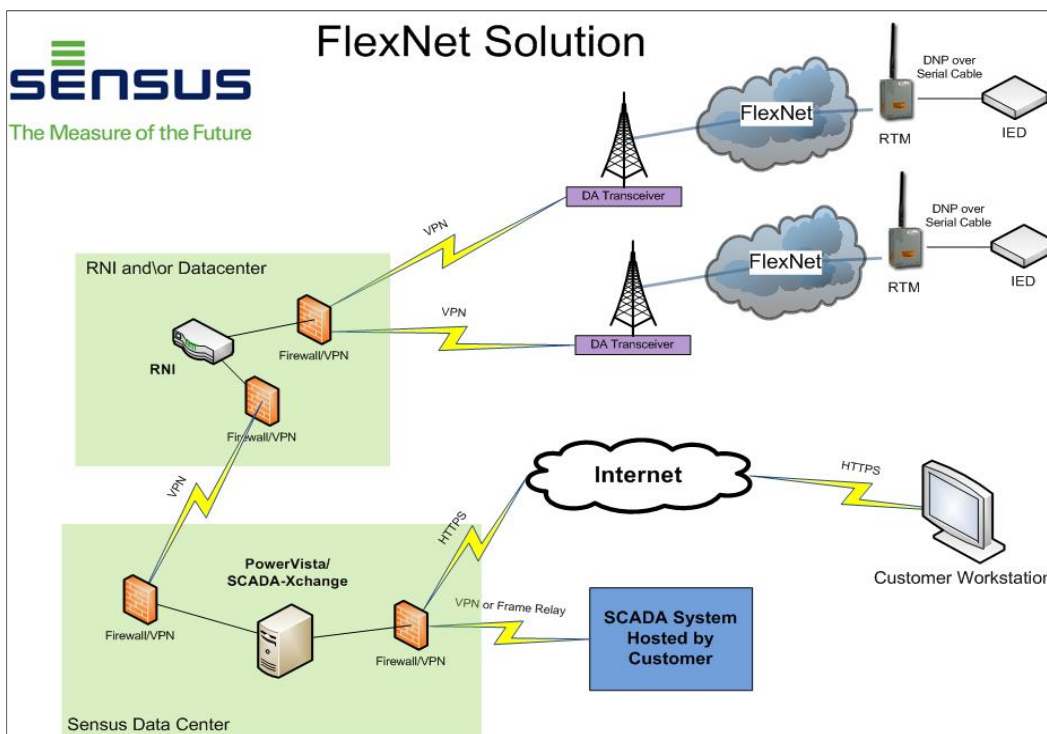 FlexNet Solution
SENSUS
The Measure of the Future
DNP over
Serial Cable
FlexNet
RTM
IED
DA Transceiver
VPN
DNP over
Serial Cable
FlexNet
RTM
IED
RNI and\or Datacenter
VPN
DA Transceiver
Firewall/VPN
RNI
Firewall/VPN
VPN
Internet
HTTPS
HTTPS
PowerVista/
SCADA-Xchange
Customer Workstation
VPN or Frame Relay
SCADA System
Hosted by
Customer
Firewall/VPN
Firewall/VPN
Sensus Data Center